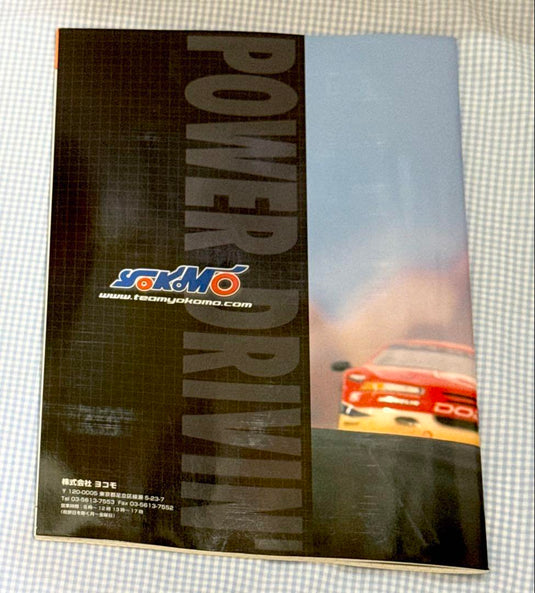 POWER DRIVIN'
YOKOMO
www.teamyokomo.com
DO
株式会社 ヨコモ
〒120-0005 東京都足立区綾瀬 5-23-7
Tel 03-5613-7553 Fax 03-5613-7552